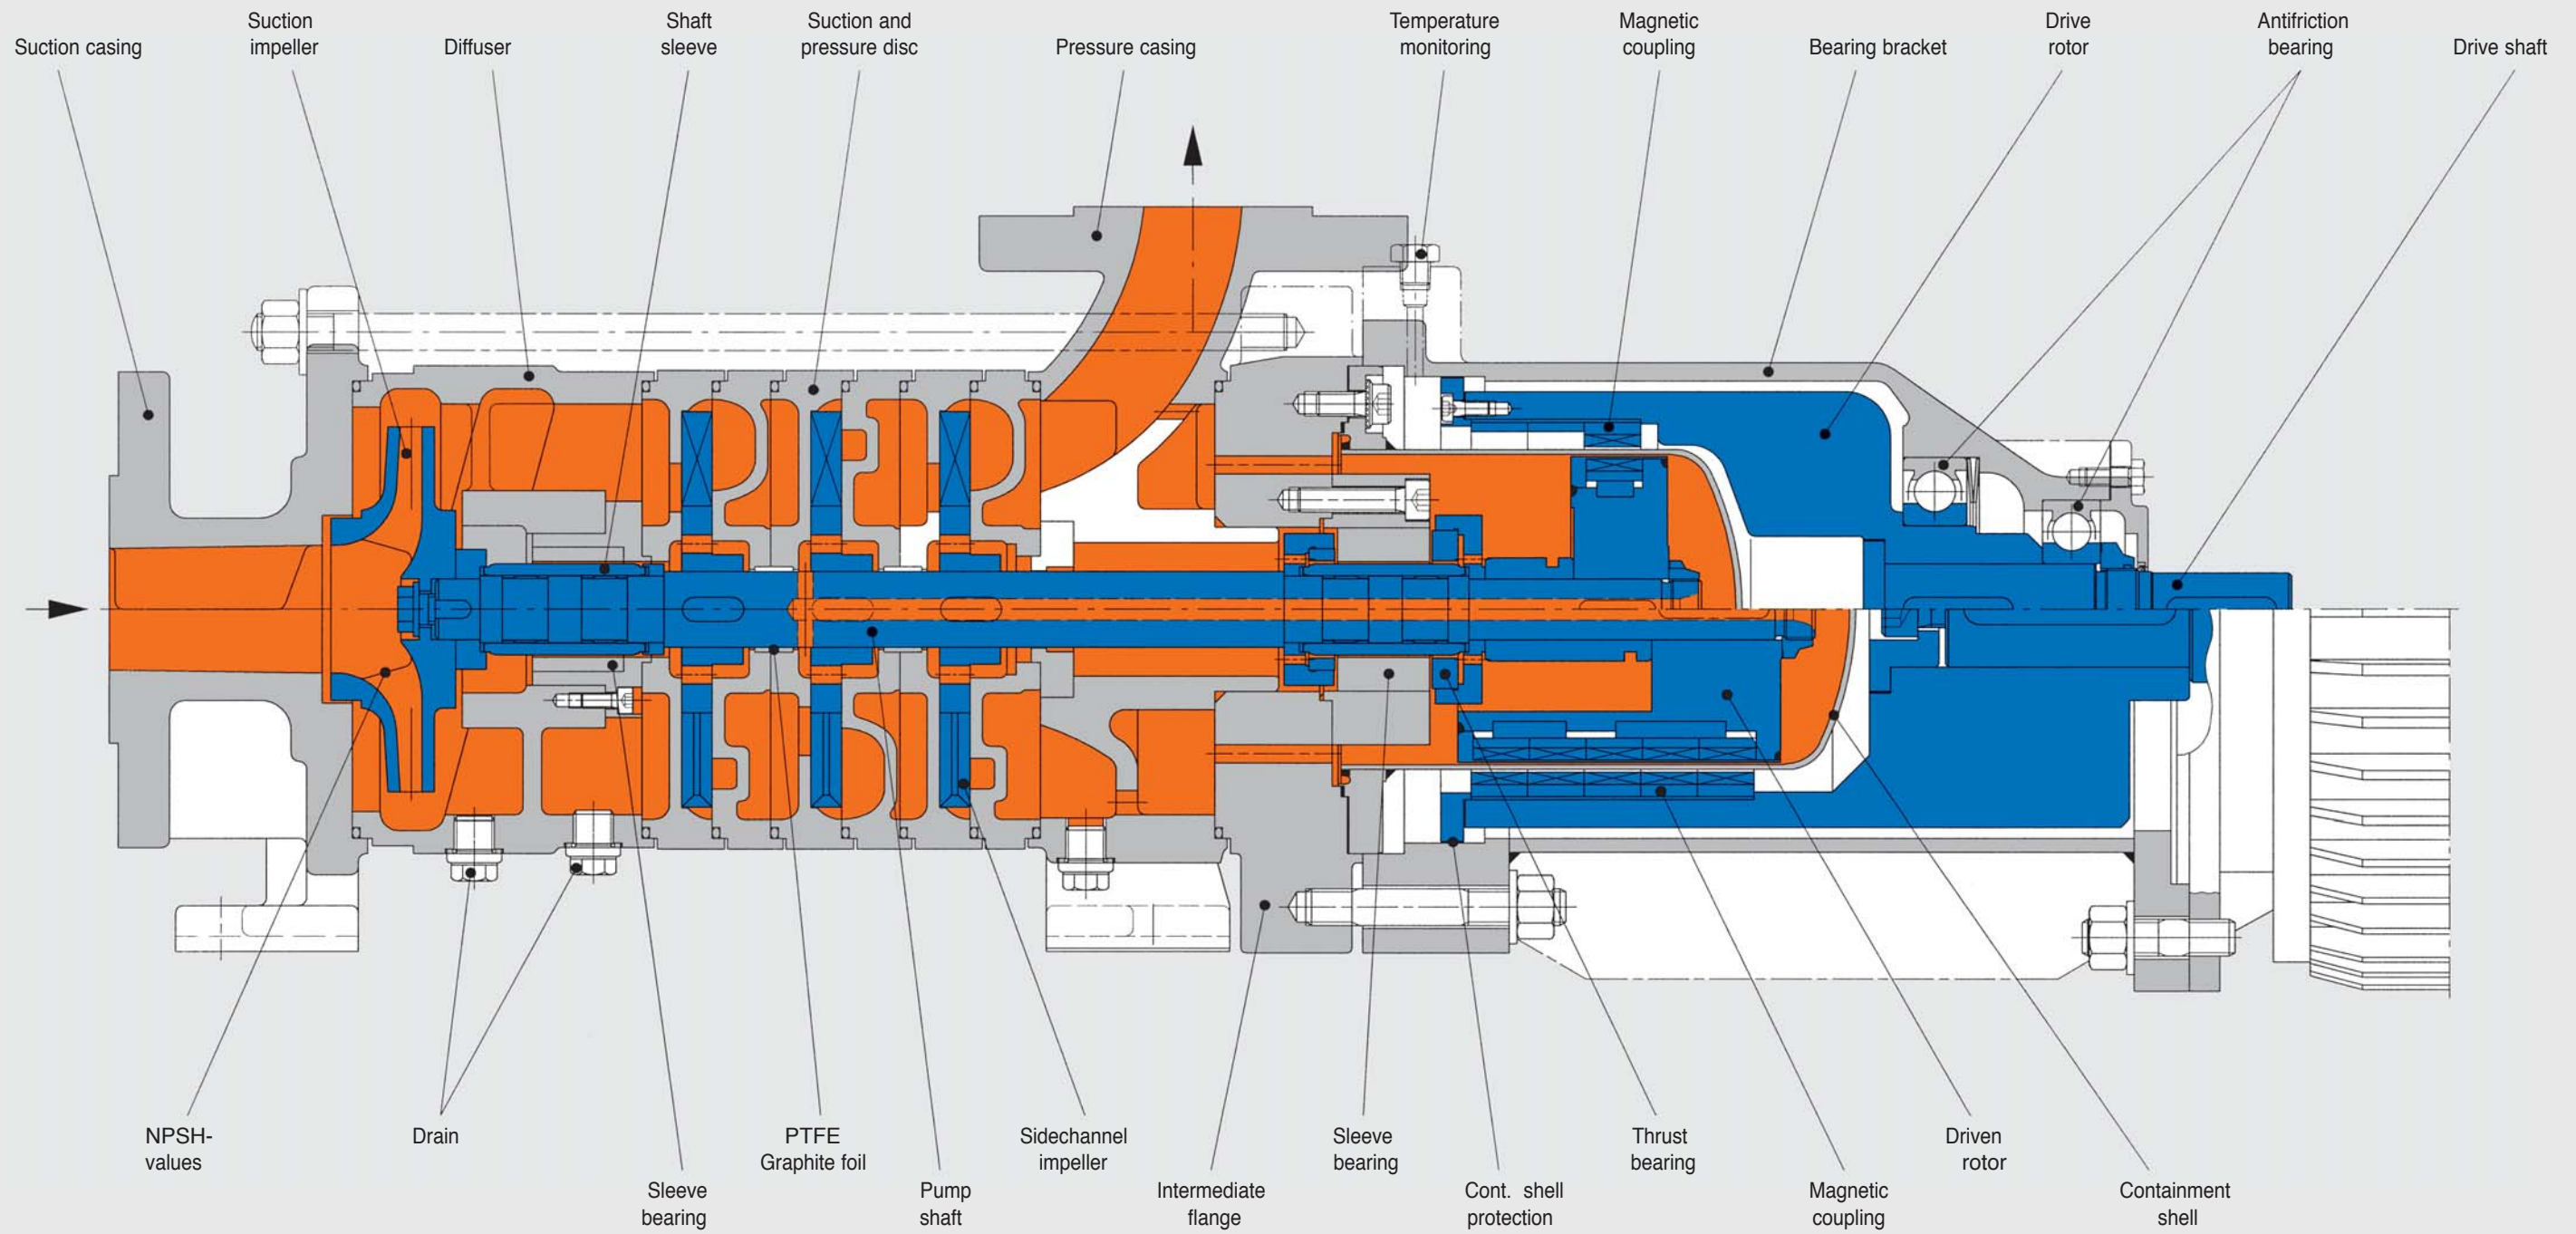 Suction casing
Suction
impeller
Diffuser
Shaft
sleeve
Suction and
pressure disc
Pressure casing
Temperature
monitoring
Magnetic
coupling
Bearing bracket
Drive
rotor
Antifriction
bearing
Drive shaft
NPSH-
values
Drain
Sleeve
bearing
PTFE
Graphite foil
Pump
shaft
Sidechannel
impeller
Intermediate
flange
Sleeve
bearing
Cont. shell
protection
Thrust
bearing
Magnetic
coupling
Driven
rotor
Containment
shell